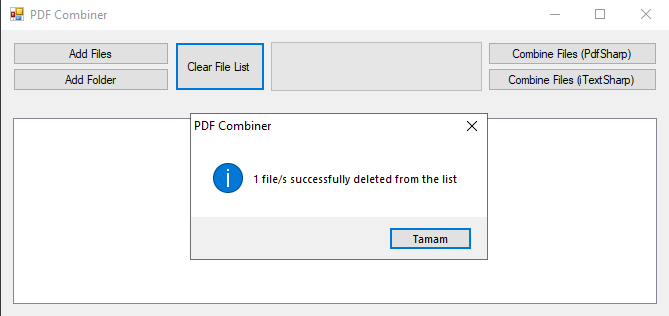 PDF Combiner
Add Files
Add Folder
Clear File List
Combine Files (PdfSharp)
Combine Files (iTextSharp)
PDF Combiner
1 file/s successfully deleted from the list
Tamam